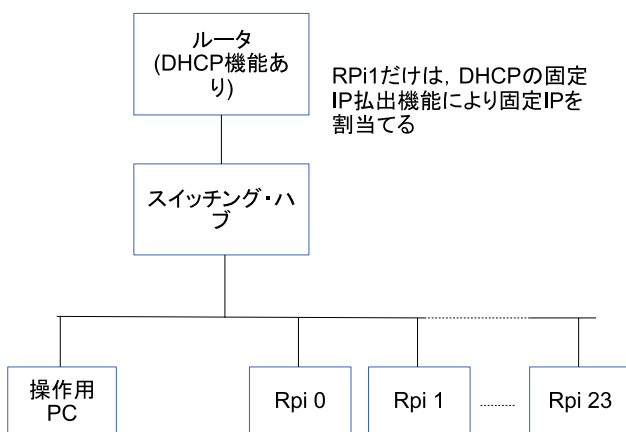 ルータ
(DHCP機能あ
り)
RPi1だけは，DHCPの固定
IP払出機能により固定IPを
割当てる
スイッチング・ハ
ブ
操作用
PC
Rpi 0
Rpi 1
Rpi 23